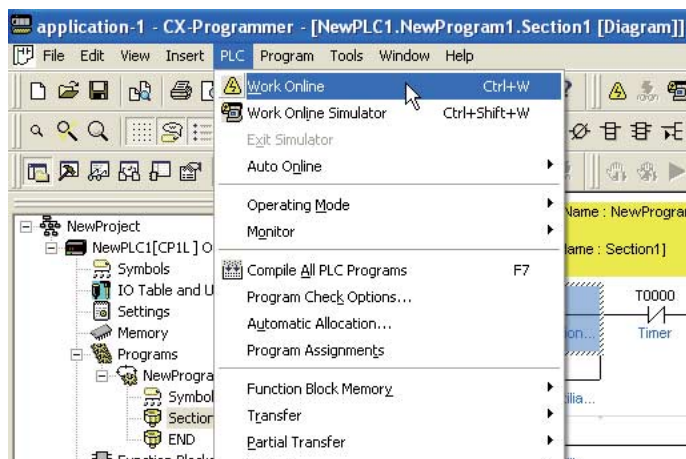 application-1 - CX-Programmer - [NewPLC1.NewProgram1.Section1 [Diagram]]
File Edit View Insert PLC Program Tools Window Help
Work Online Ctrl+W
Work Online Simulator Ctrl+Shift+W
Exit Simulator
Auto Online
Operating Mode
Monitor
Compile All PLC Programs F7
Program Check Options...
Automatic Allocation...
Program Assignments
Function Block Memory
Transfer
Partial Transfer
NewProject
NewPLC1[CP1L] O
Symbols
IO Table and U
Settings
Memory
Programs
NewProgra
Symbol
Section
END
Name : NewProgra
ame : Section1]
T0000
Timer
on...
ilia...